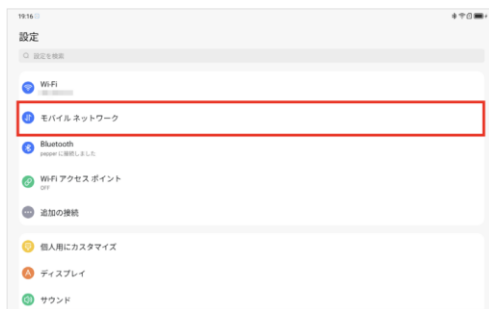 19:16
設定
設定を検索
Wi-Fi
モバイル ネットワーク
Bluetooth
pepper に接続しました
Wi-Fi アクセス ポイント
OFF
追加の接続
個人用にカスタマイズ
ディスプレイ
サウンド